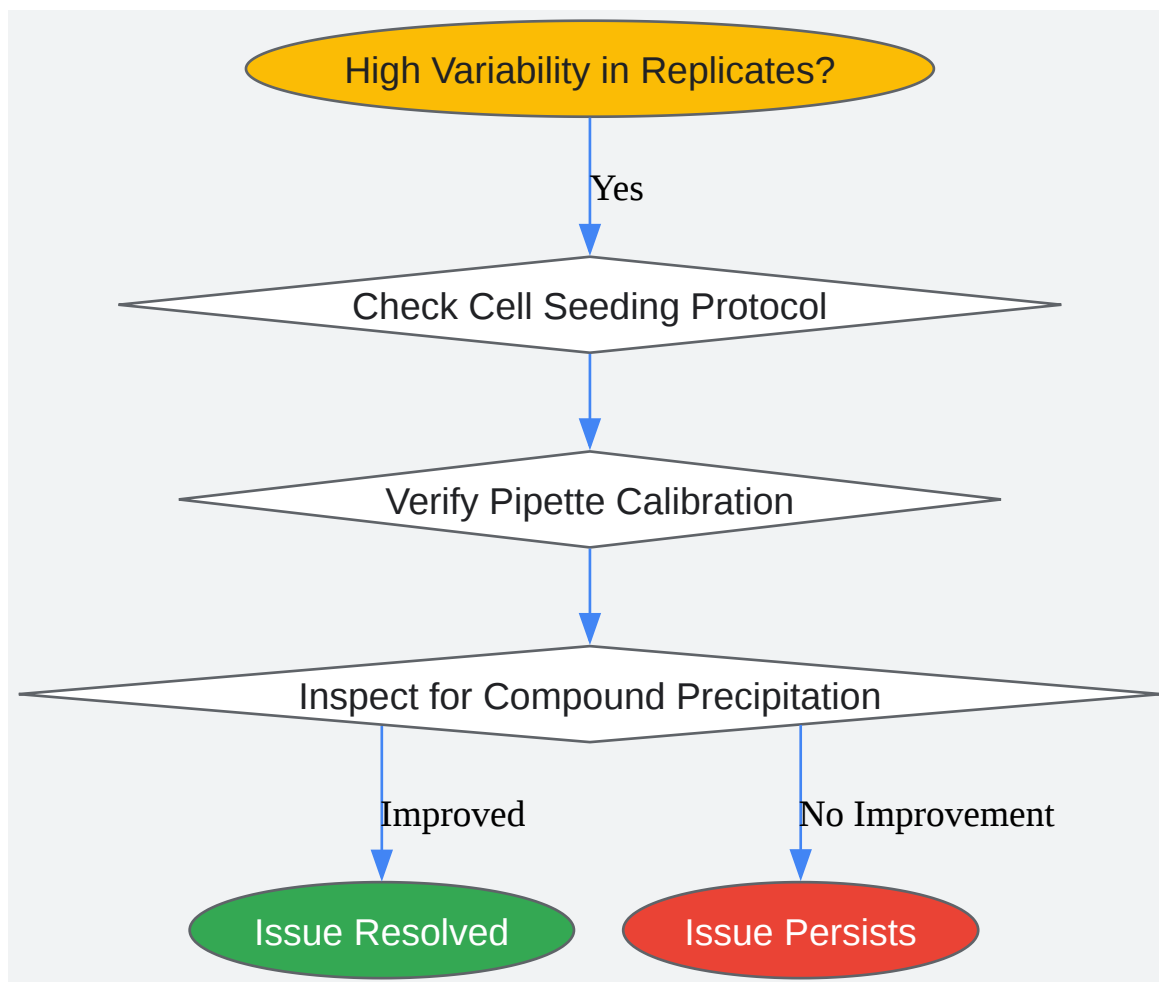 High Variability in Replicates?
Yes
Check Cell Seeding Protocol
Verify Pipette Calibration
Inspect for Compound Precipitation
Improved
No Improvement
Issue Resolved
Issue Persists